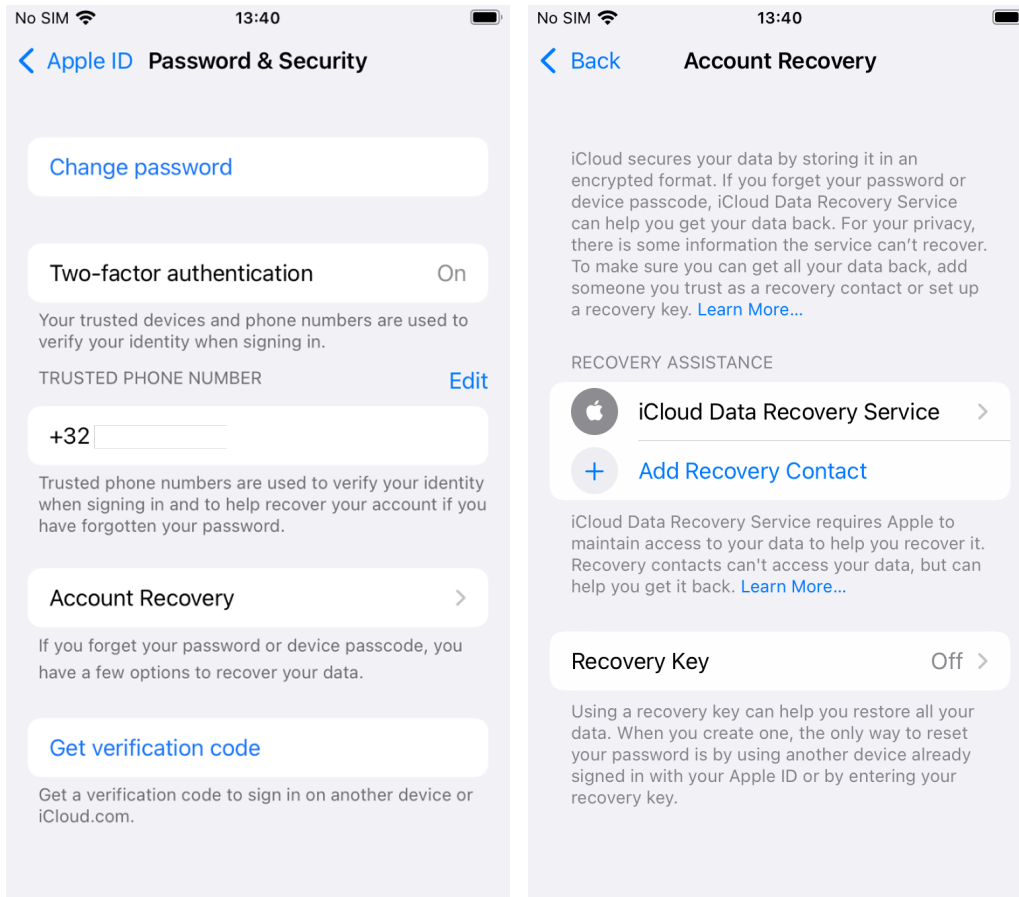 No SIM 13:40
Apple ID Password & Security
Change password
Two-factor authentication On
Your trusted devices and phone numbers are used to
verify your identity when signing in.
TRUSTED PHONE NUMBER Edit
+32
Trusted phone numbers are used to verify your identity
when signing in and to help recover your account if you
have forgotten your password.
Account Recovery
If you forget your password or device passcode, you
have a few options to recover your data.
Get verification code
Get a verification code to sign in on another device or
iCloud.com.
No SIM 13:40
Back Account Recovery
iCloud secures your data by storing it in an
encrypted format. If you forget your password or
device passcode, iCloud Data Recovery Service
can help you get your data back. For your privacy,
there is some information the service can’t recover.
To make sure you can get all your data back, add
someone you trust as a recovery contact or set up
a recovery key. Learn More...
RECOVERY ASSISTANCE
iCloud Data Recovery Service
Add Recovery Contact
iCloud Data Recovery Service requires Apple to
maintain access to your data to help you recover it.
Recovery contacts can't access your data, but can
help you get it back. Learn More...
Recovery Key Off
Using a recovery key can help you restore all your
data. When you create one, the only way to reset
your password is by using another device already
signed in with your Apple ID or by entering your
recovery key.